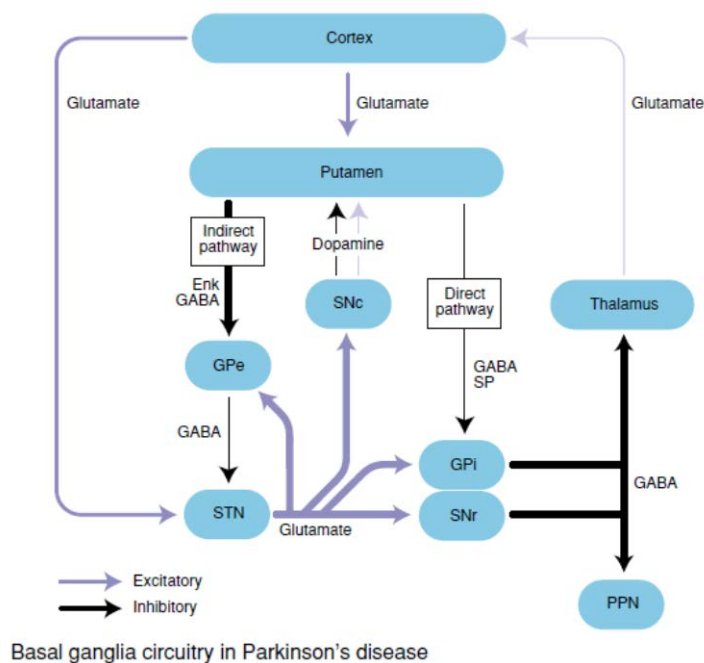 Cortex
Glutamate
Glutamate
Glutamate
Putamen
Indirect
pathway
Dopamine
Enk
GABA
SNc
Direct
pathway
Thalamus
GPe
GABA
SP
GABA
GPi
GABA
STN
Glutamate
SNr
Excitatory
Inhibitory
PPN
Basal ganglia circuitry in Parkinson's disease